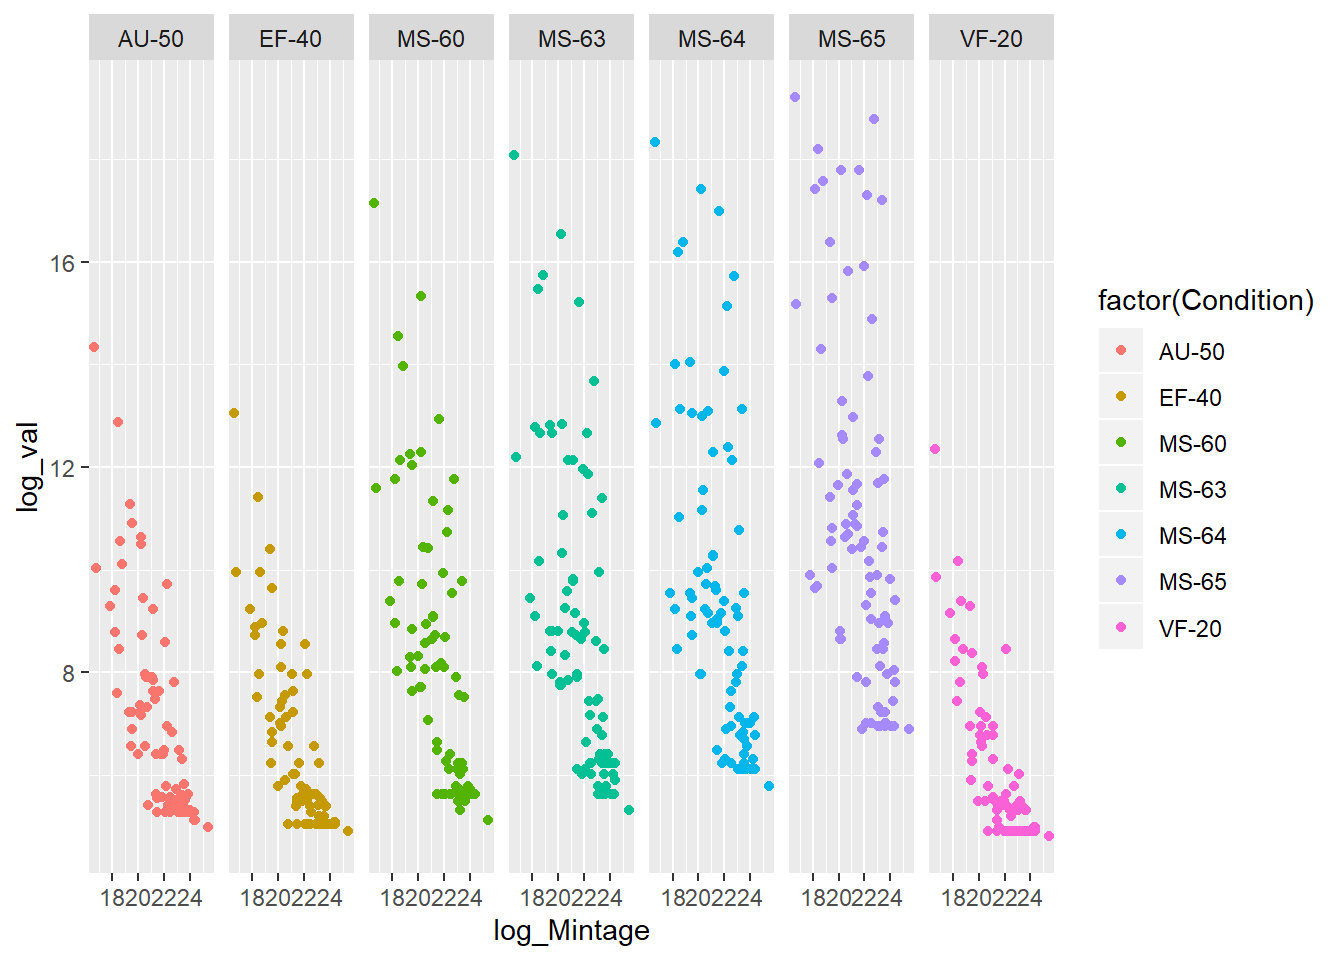 AU-50 EF-40 MS-60 MS-63 MS-64 MS-65 VF-20
16
12
8
log_val
18202224 18202224 18202224 18202224 18202224 18202224 18202224
log_Mintage
factor(Condition)
AU-50
EF-40
MS-60
MS-63
MS-64
MS-65
VF-20